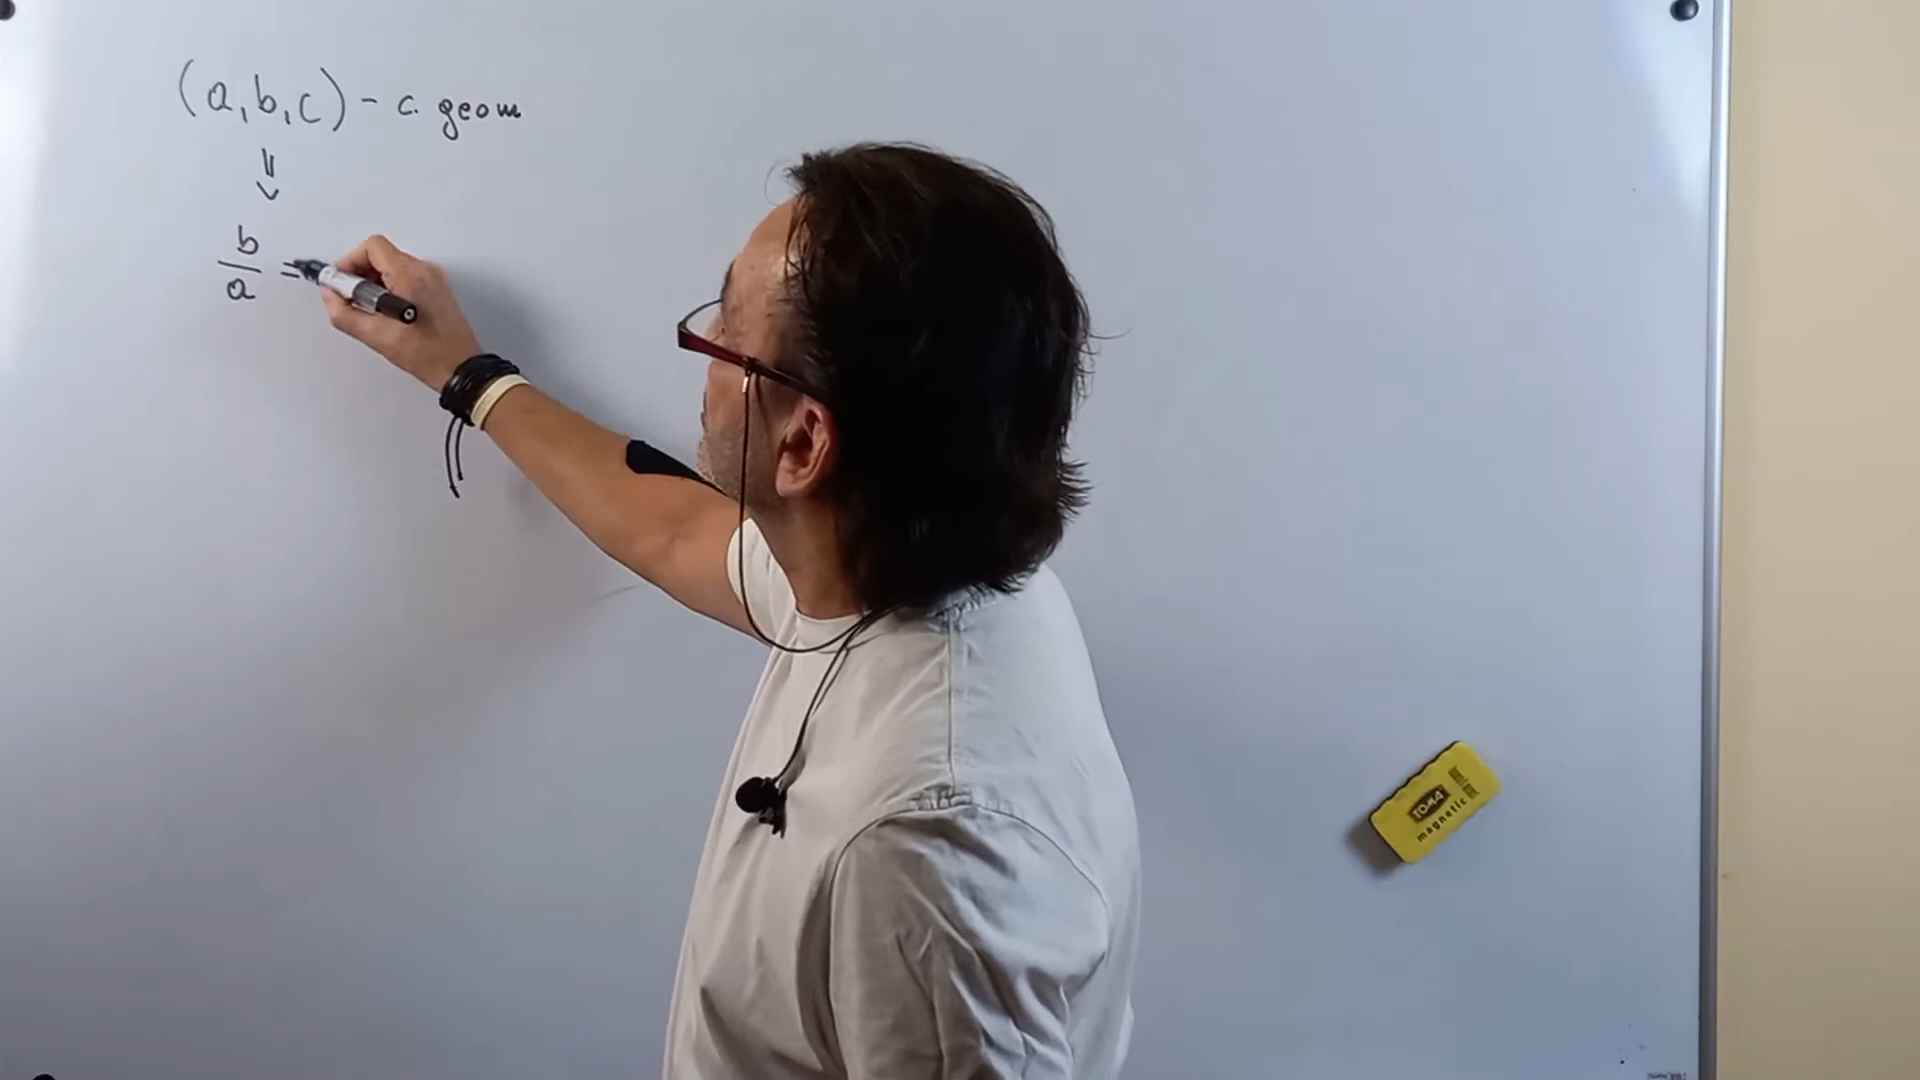 (a, b, c) - c. geom
⇓
b/a =
TOMA
magnetic